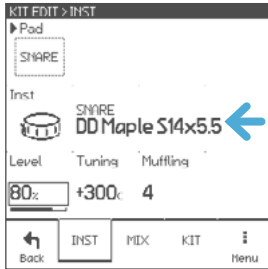 KIT EDIT > INST
Pad
SNARE
Inst
SNARE
DD Maple S14x5.5
Level Tuning Muffling
80% +300c 4
Back INST MIX KIT Menu